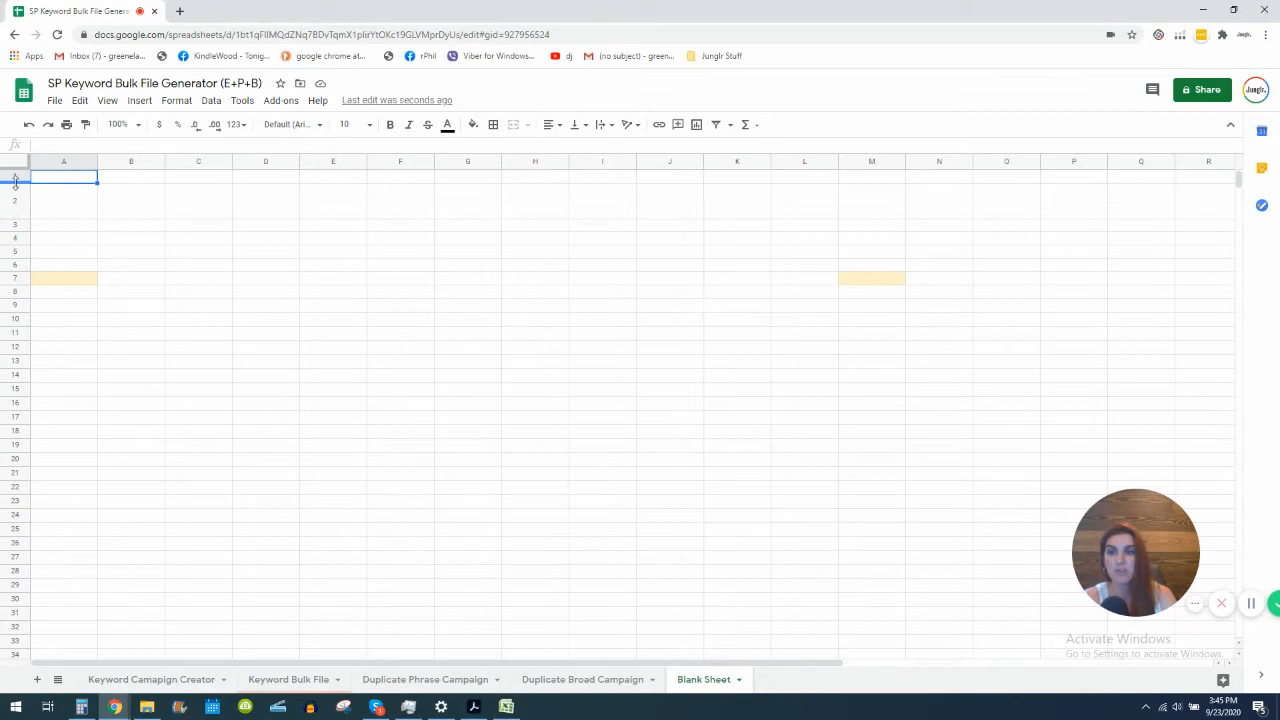 SP Keyword Bulk File Genera
docs.google.com/spreadsheets/d/1bt1qFIIMQdZNq7BDvTqmX1plirYtOKc19GLVMprDyUs/edit#gid=927956524
Apps
Inbox (7) - greenela...
KindleWood - Tonig...
google chrome at...
rPhil
Viber for Windows...
dj
(no subject) - green...
Junglr Stuff
SP Keyword Bulk File Generator (E+P+B)
File Edit View Insert Format Data Tools Add-ons Help Last edit was seconds ago
Share
Junglr.
100% $ % .0 .00 123 Default (Ari... 10 B I S A
fx
A B C D E F G H I J K L M N O P Q R
2
3
4
5
6
7
8
9
10
11
12
13
14
15
16
17
18
19
20
21
22
23
24
25
26
27
28
29
30
31
32
33
34
Activate Windows
Go to Settings to activate Windows.
Keyword Camapign Creator Keyword Bulk File Duplicate Phrase Campaign Duplicate Broad Campaign Blank Sheet
3:45 PM
9/23/2020